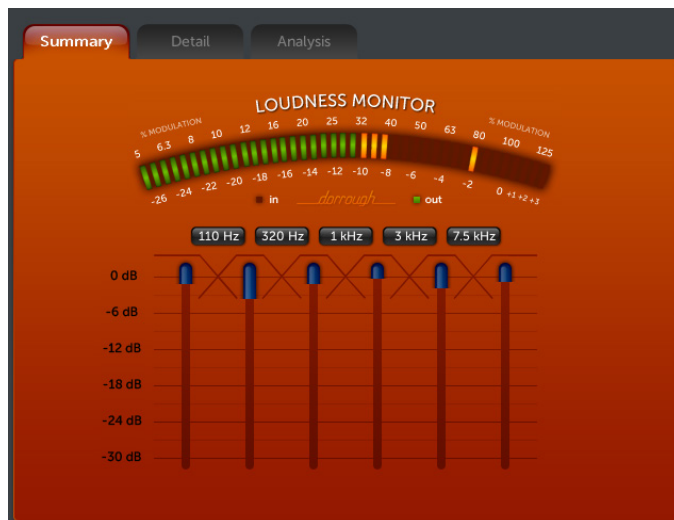 Summary Detail Analysis
LOUDNESS MONITOR
% MODULATION % MODULATION
5 6.3 8 10 12 16 20 25 32 40 50 63 80 100 125
-26 -24 -22 -20 -18 -16 -14 -12 -10 -8 -6 -4 -2 0 +1 +2 +3
in dorrough out
110 Hz 320 Hz 1 kHz 3 kHz 7.5 kHz
0 dB
-6 dB
-12 dB
-18 dB
-24 dB
-30 dB